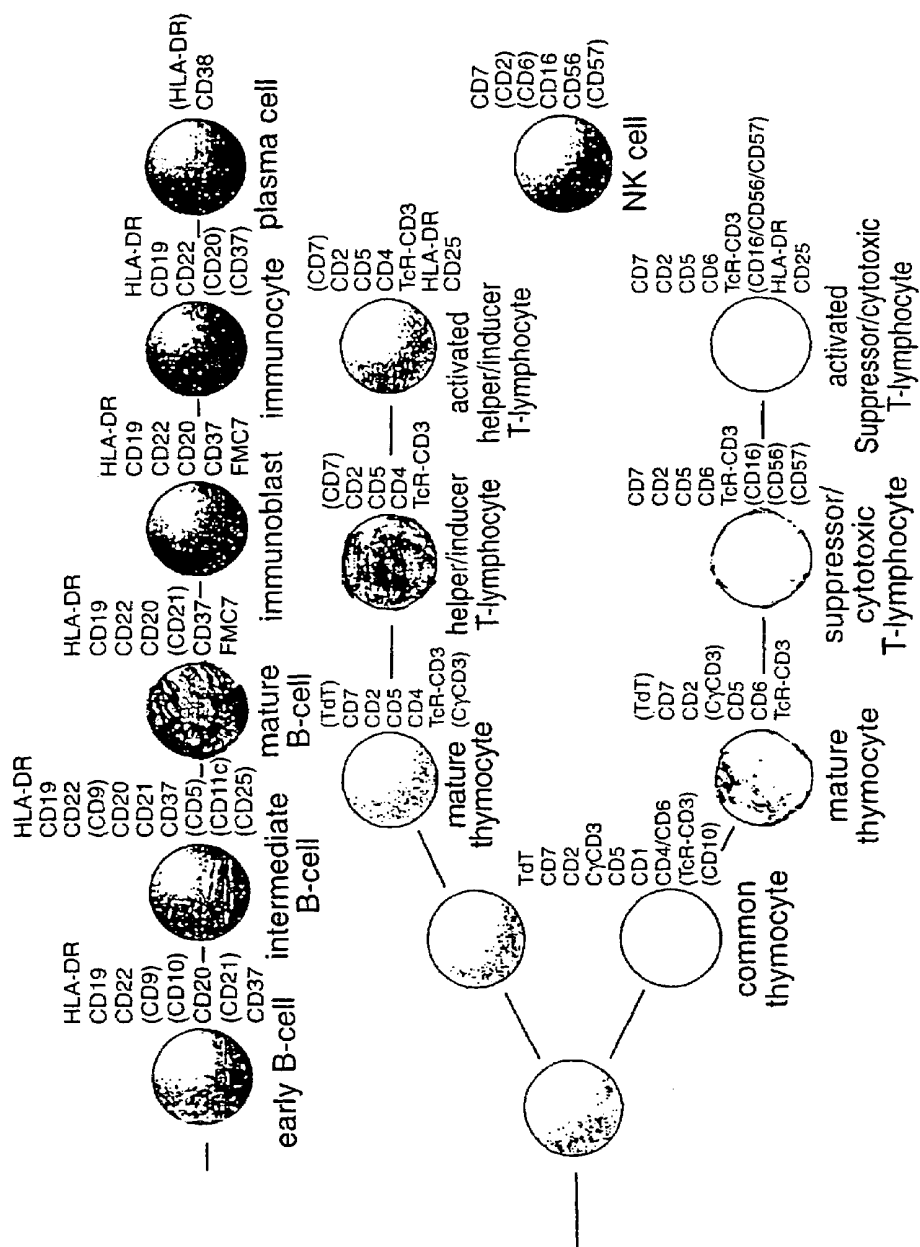 HLA-DR
CD19
CD22
(CD9)
(CD10)
CD20
(CD21)
CD37
early B-cell
HLA-DR
CD19
CD22
(CD9)
CD20
CD21
CD37
(CD5)
(CD11c)
(CD25)
intermediate
B-cell
HLA-DR
CD19
CD22
CD20
(CD21)
CD37
FMC7
mature
B-cell
HLA-DR
CD19
CD22
CD20
CD37
FMC7
immunoblast
HLA-DR
CD19
CD22
(CD20)
(CD37)
immunocyte
(HLA-DR)
CD38
plasma cell
(TdT)
CD7
CD2
CD5
CD4
TcR-CD3
(CγCD3)
mature
thymocyte
(CD7)
CD2
CD5
CD4
TcR-CD3
helper/inducer
T-lymphocyte
(CD7)
CD2
CD5
CD4
TcR-CD3
HLA-DR
CD25
activated
helper/inducer
T-lymphocyte
CD7
(CD2)
(CD6)
CD16
CD56
(CD57)
NK cell
TdT
CD7
CD2
CγCD3
CD5
CD1
CD4/CD6
(TcR-CD3)
(CD10)
common
thymocyte
(TdT)
CD7
CD2
(CγCD3)
CD5
CD6
TcR-CD3
mature
thymocyte
CD7
CD2
CD5
CD6
TcR-CD3
(CD16)
(CD56)
(CD57)
suppressor/
cytotoxic
T-lymphocyte
CD7
CD2
CD5
CD6
TcR-CD3
(CD16/CD56/CD57)
HLA-DR
CD25
activated
Suppressor/cytotoxic
T-lymphocyte